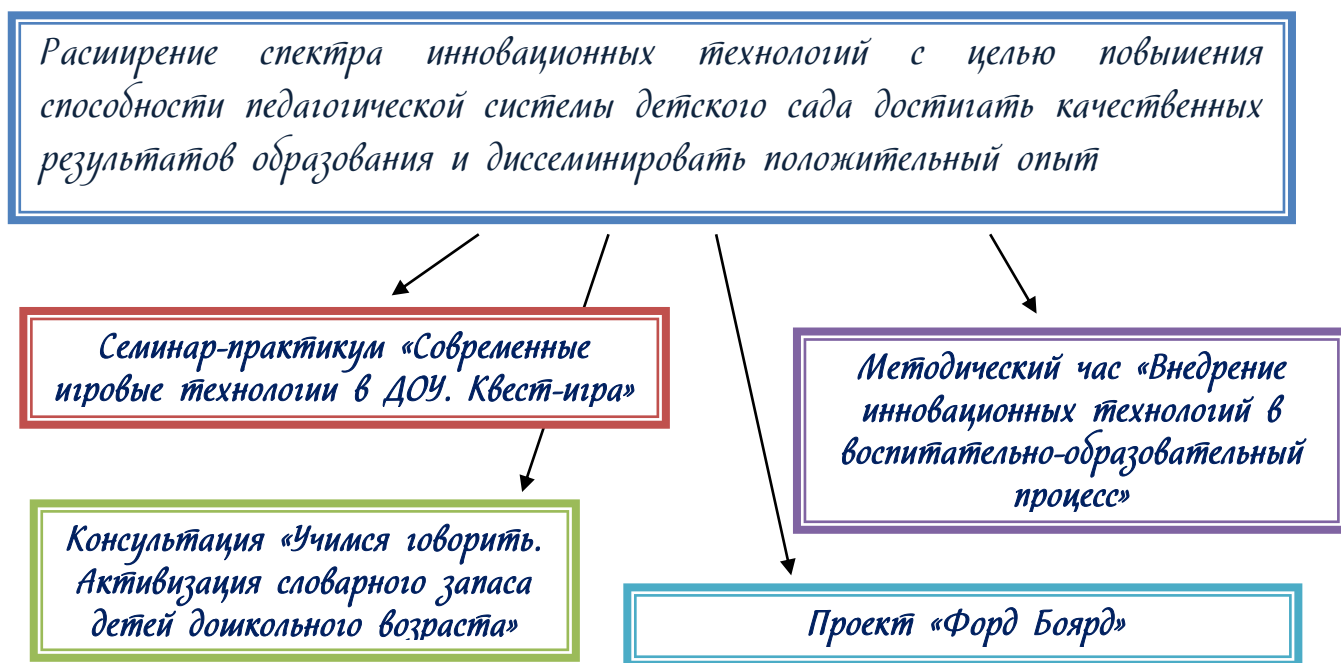 Расширение спектра инновационных технологий с целью повышения
способности педагогической системы детского сада достигать качественных
результатов образования и диссеминировать положительный опыт
Семинар-практикум «Современные
игровые технологии в ДОУ. Квест-игра»
Методический час «Внедрение
инновационных технологий в
воспитательно-образовательный
процесс»
Консультация «Учимся говорить.
Активизация словарного запаса
детей дошкольного возраста»
Проект «Форд Боярд»